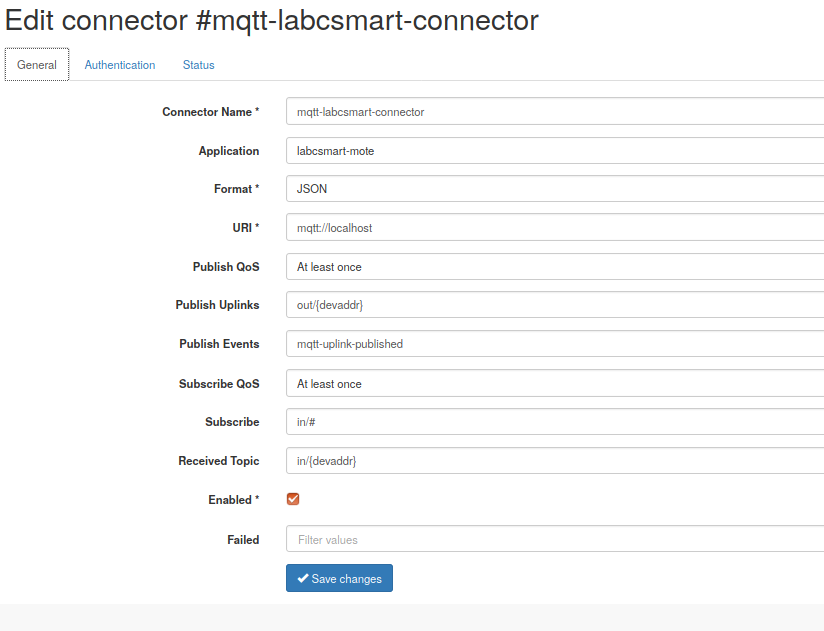 Edit connector #mqtt-labcsmart-connector
General Authentication Status
Connector Name * mqtt-labcsmart-connector
Application labcsmart-mote
Format * JSON
URI * mqtt://localhost
Publish QoS At least once
Publish Uplinks out/{devaddr}
Publish Events mqtt-uplink-published
Subscribe QoS At least once
Subscribe in/#
Received Topic in/{devaddr}
Enabled *
Failed Filter values
Save changes